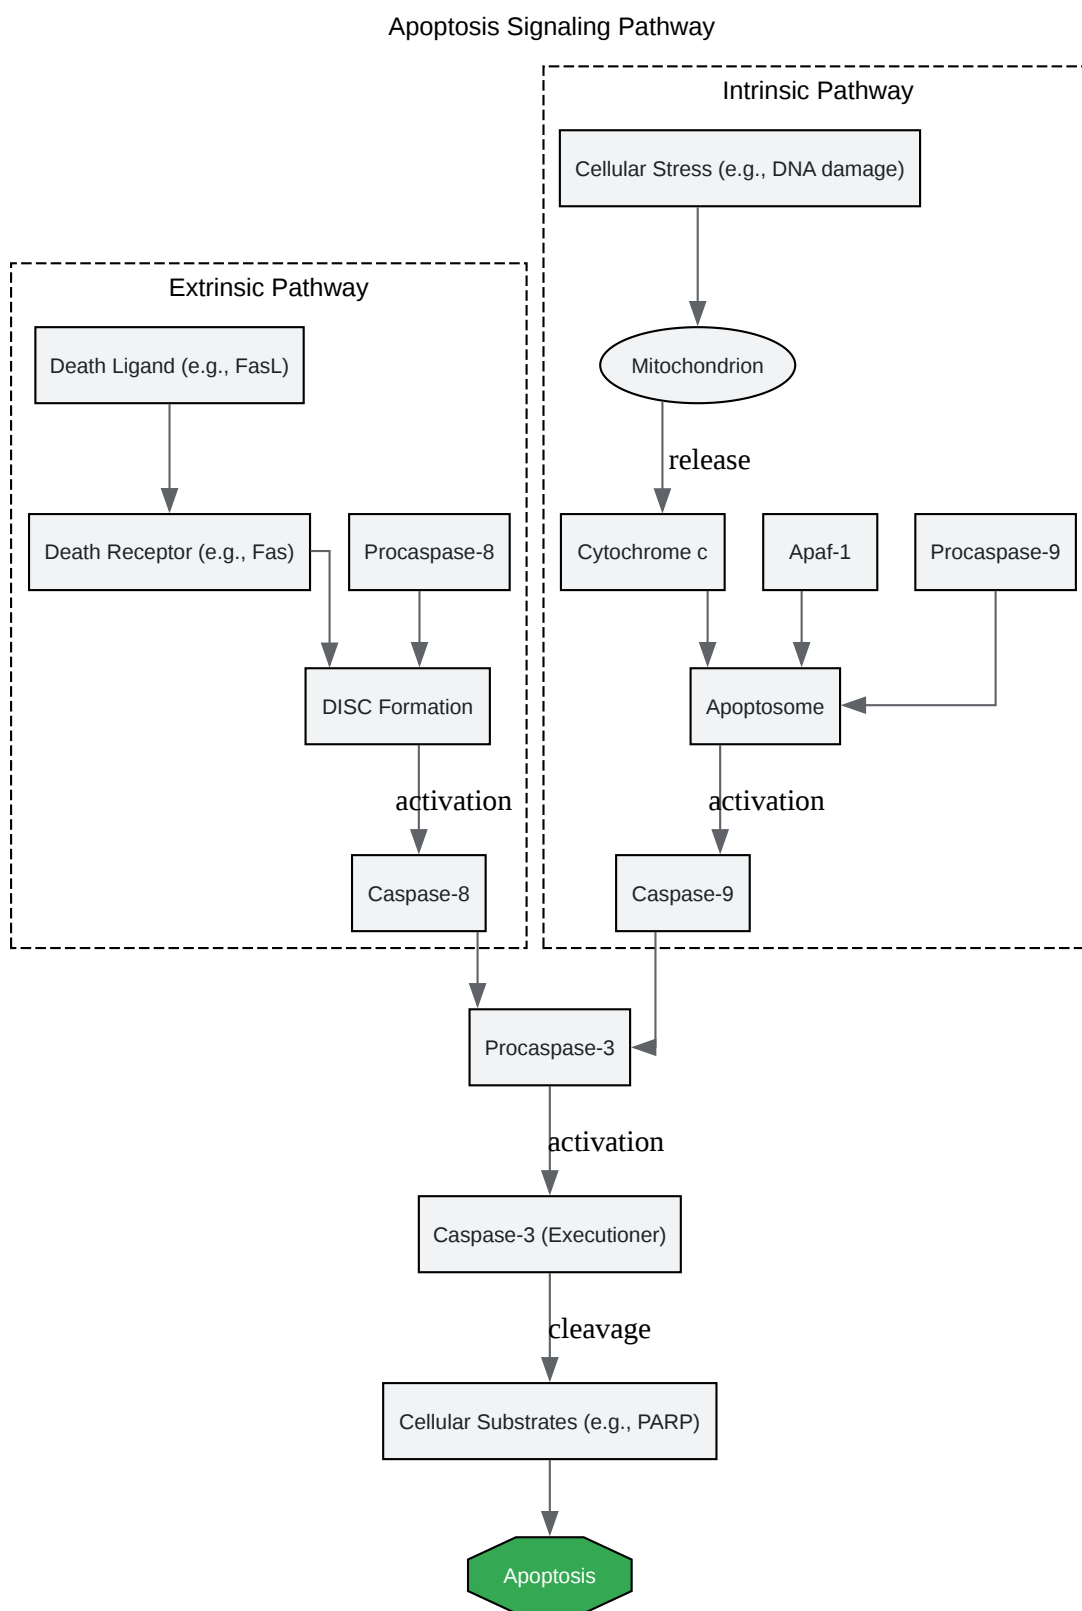 Apoptosis Signaling Pathway
Intrinsic Pathway
Cellular Stress (e.g., DNA damage)
Extrinsic Pathway
Death Ligand (e.g., FasL)
Mitochondrion
release
Death Receptor (e.g., Fas)
Procaspase-8
Cytochrome c
Apaf-1
Procaspase-9
DISC Formation
Apoptosome
activation
activation
Caspase-8
Caspase-9
Procaspase-3
activation
Caspase-3 (Executioner)
cleavage
Cellular Substrates (e.g., PARP)
Apoptosis